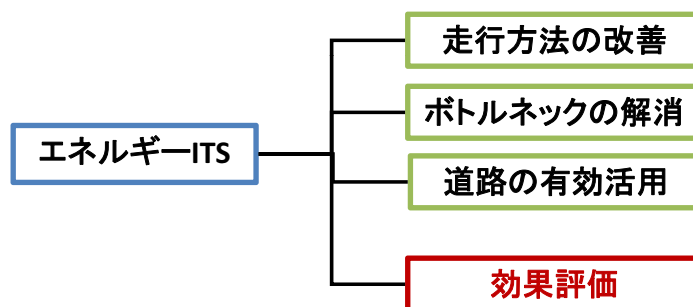 走行方法の改善
ボトルネックの解消
エネルギーITS
道路の有効活用
効果評価